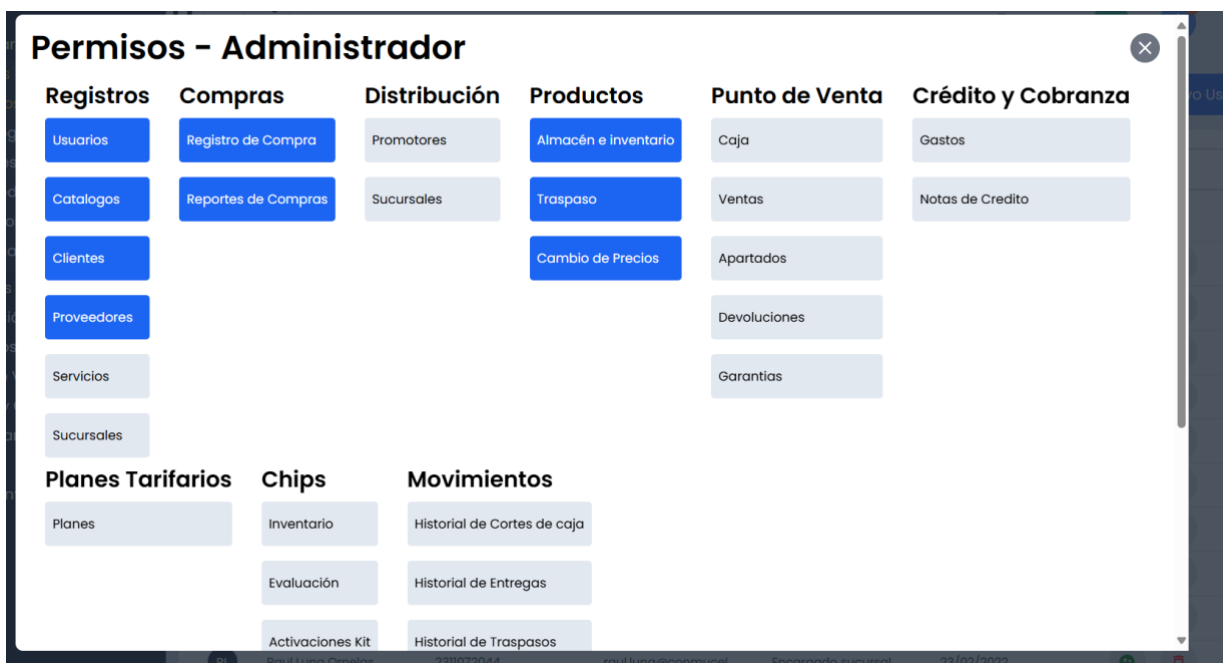 Permisos - Administrador
Registros
Compras
Distribución
Productos
Punto de Venta
Crédito y Cobranza
Usuarios
Registro de Compra
Promotores
Almacén e inventario
Caja
Gastos
Catalogos
Reportes de Compras
Sucursales
Traspaso
Ventas
Notas de Credito
Clientes
Cambio de Precios
Apartados
Proveedores
Devoluciones
Servicios
Garantias
Sucursales
Planes Tarifarios
Chips
Movimientos
Planes
Inventario
Historial de Cortes de caja
Evaluación
Historial de Entregas
Activaciones Kit
Historial de Traspasos